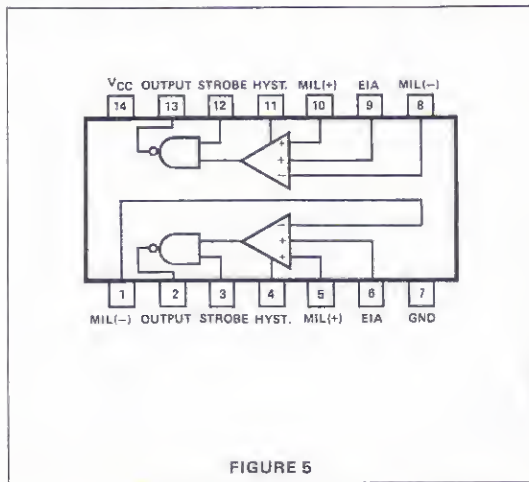 VCC OUTPUT STROBE HYST. MIL(+) EIA MIL(−)
14 13 12 11 10 9 8
+
+
−
−
+
+
1 2 3 4 5 6 7
MIL(−) OUTPUT STROBE HYST. MIL(+) EIA GND
FIGURE 5